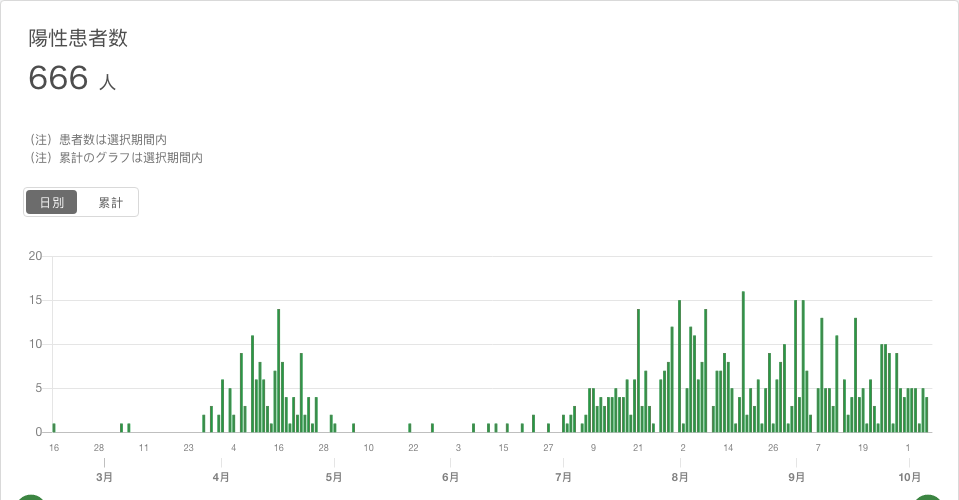 陽性患者数
666 人
（注）患者数は選択期間内
（注）累計のグラフは選択期間内
日別 累計
20
15
10
5
0
16 28 11 23 4 16 28 10 22 3 15 27 9 21 2 14 26 7 19 1
3月 4月 5月 6月 7月 8月 9月 10月